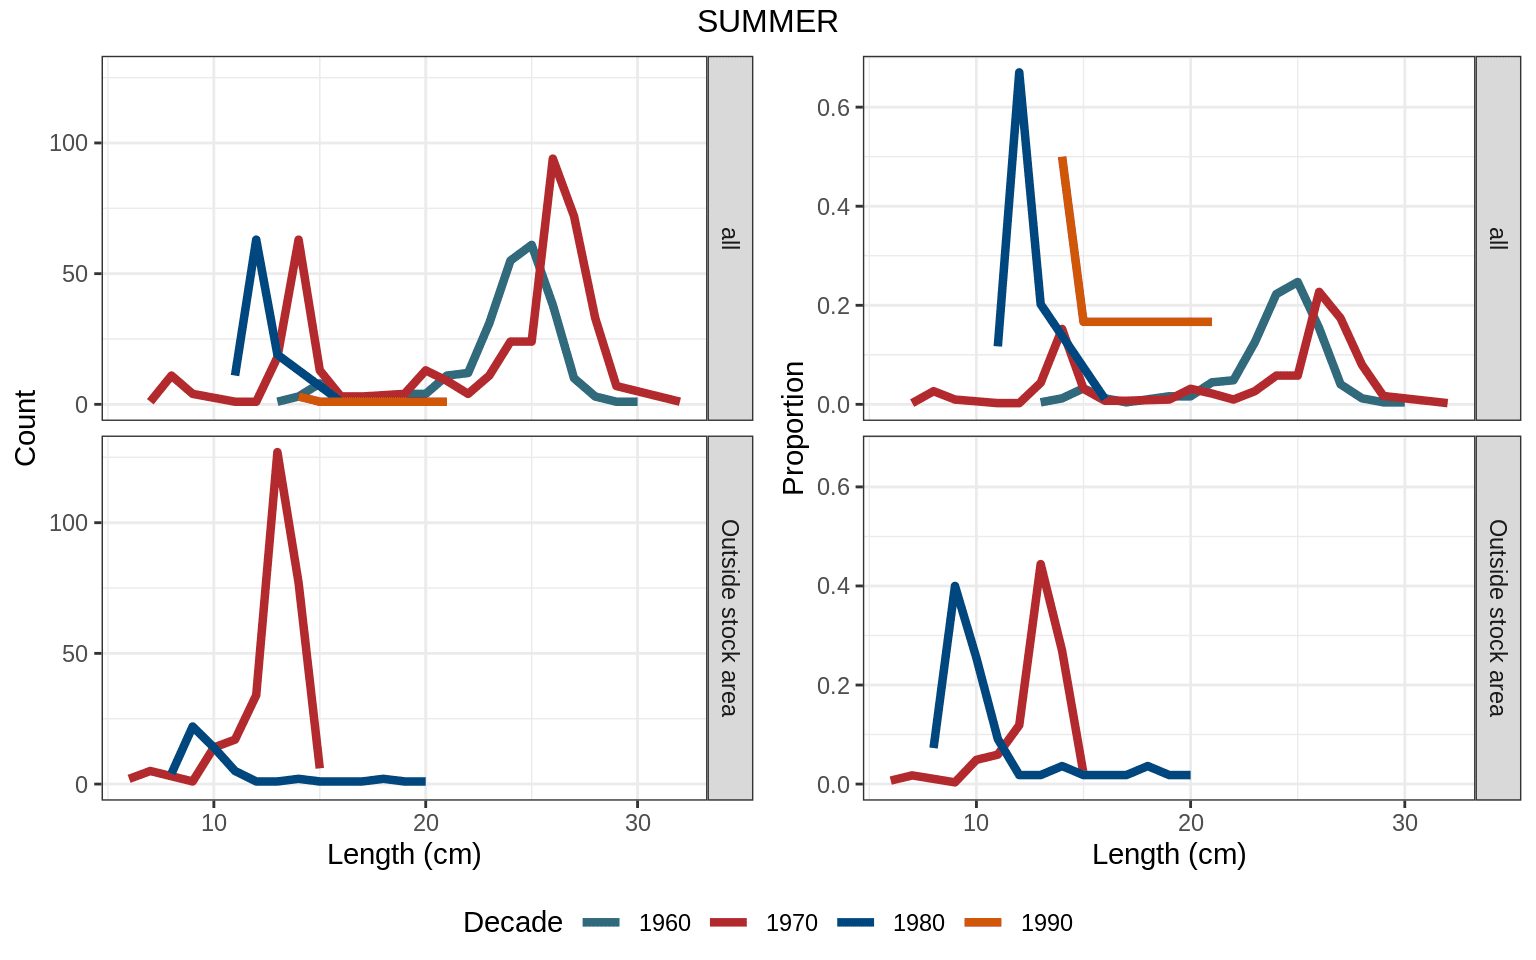 SUMMER
Count
100
50
0
all
100
50
0
Outside stock area
10 20 30
Length (cm)
Proportion
0.6
0.4
0.2
0.0
all
0.6
0.4
0.2
0.0
Outside stock area
10 20 30
Length (cm)
Decade 1960 1970 1980 1990